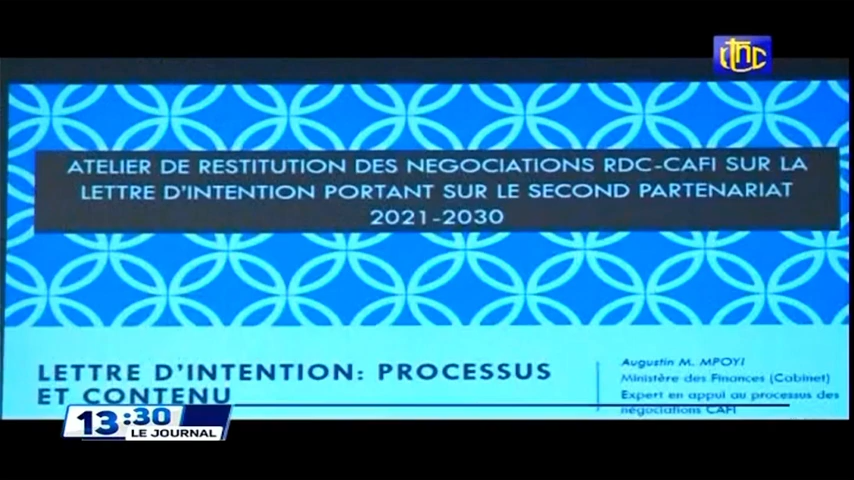 rtnc
ATELIER DE RESTITUTION DES NEGOCIATIONS RDC-CAFI SUR LA
LETTRE D'INTENTION PORTANT SUR LE SECOND PARTENARIAT
2021-2030
LETTRE D'INTENTION: PROCESSUS
ET CONTENU
Augustin M. MPOYI
Ministère des Finances (Cabinet)
Expert en appui au processus des
négociations CAFI
13:30
LE JOURNAL